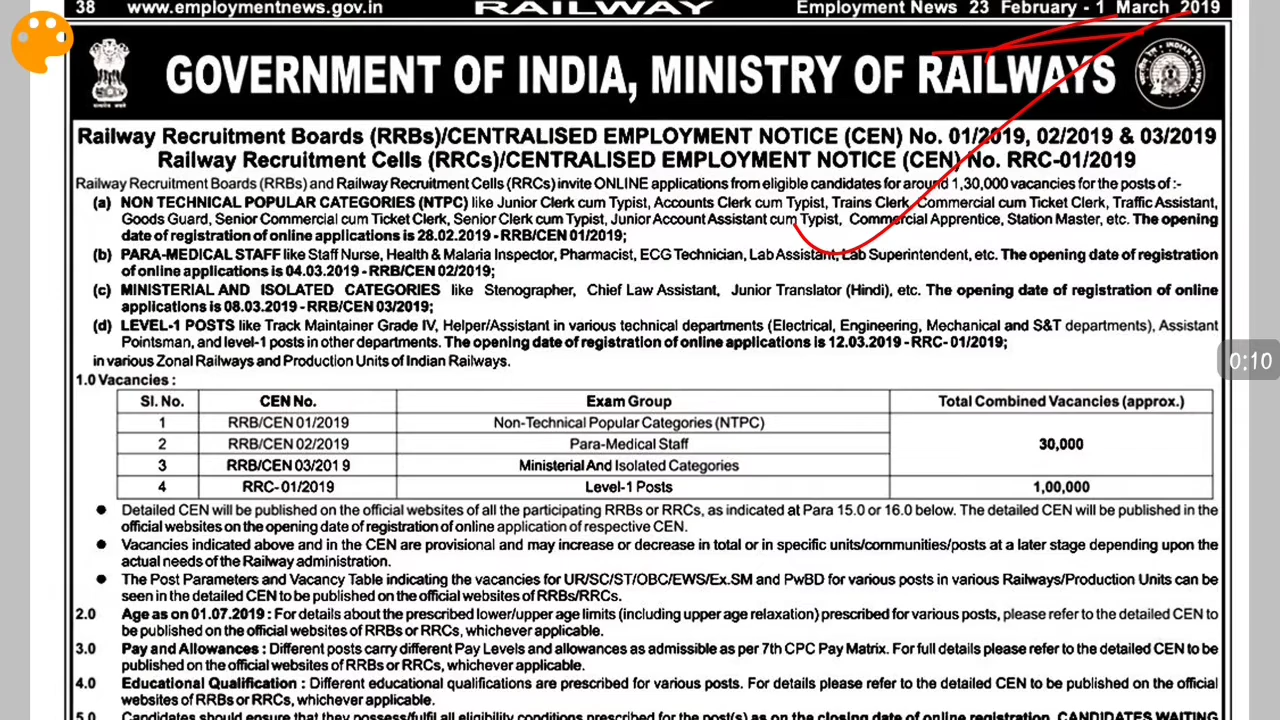 38 www.employmentnews.gov.in RAILWAY Employment News 23 February - 1 March 2019
GOVERNMENT OF INDIA, MINISTRY OF RAILWAYS
Railway Recruitment Boards (RRBs)/CENTRALISED EMPLOYMENT NOTICE (CEN) No. 01/2019, 02/2019 & 03/2019
Railway Recruitment Cells (RRCs)/CENTRALISED EMPLOYMENT NOTICE (CEN) No. RRC-01/2019
Railway Recruitment Boards (RRBs) and Railway Recruitment Cells (RRCs) invite ONLINE applications from eligible candidates for around 1,30,000 vacancies for the posts of :-
(a) NON TECHNICAL POPULAR CATEGORIES (NTPC) like Junior Clerk cum Typist, Accounts Clerk cum Typist, Trains Clerk, Commercial cum Ticket Clerk, Traffic Assistant,
Goods Guard, Senior Commercial cum Ticket Clerk, Senior Clerk cum Typist, Junior Account Assistant cum Typist, Commercial Apprentice, Station Master, etc. The opening
date of registration of online applications is 28.02.2019 - RRB/CEN 01/2019;
(b) PARA-MEDICAL STAFF like Staff Nurse, Health & Malaria Inspector, Pharmacist, ECG Technician, Lab Assistant, Lab Superintendent, etc. The opening date of registration
of online applications is 04.03.2019 - RRB/CEN 02/2019;
(c) MINISTERIAL AND ISOLATED CATEGORIES like Stenographer, Chief Law Assistant, Junior Translator (Hindi), etc. The opening date of registration of online
applications is 08.03.2019 - RRB/CEN 03/2019;
(d) LEVEL-1 POSTS like Track Maintainer Grade IV, Helper/Assistant in various technical departments (Electrical, Engineering, Mechanical and S&T departments), Assistant
Pointsman, and level-1 posts in other departments. The opening date of registration of online applications is 12.03.2019 - RRC- 01/2019;
in various Zonal Railways and Production Units of Indian Railways.
0:10
1.0 Vacancies :
Sl. No. CEN No. Exam Group Total Combined Vacancies (approx.)
1 RRB/CEN 01/2019 Non-Technical Popular Categories (NTPC)
2 RRB/CEN 02/2019 Para-Medical Staff 30,000
3 RRB/CEN 03/2019 Ministerial And Isolated Categories
4 RRC- 01/2019 Level-1 Posts 1,00,000
● Detailed CEN will be published on the official websites of all the participating RRBs or RRCs, as indicated at Para 15.0 or 16.0 below. The detailed CEN will be published in the
official websites on the opening date of registration of online application of respective CEN.
● Vacancies indicated above and in the CEN are provisional and may increase or decrease in total or in specific units/communities/posts at a later stage depending upon the
actual needs of the Railway administration.
● The Post Parameters and Vacancy Table indicating the vacancies for UR/SC/ST/OBC/EWS/Ex.SM and PwBD for various posts in various Railways/Production Units can be
seen in the detailed CEN to be published on the official websites of RRBs/RRCs.
2.0 Age as on 01.07.2019 : For details about the prescribed lower/upper age limits (including upper age relaxation) prescribed for various posts, please refer to the detailed CEN to
be published on the official websites of RRBs or RRCs, whichever applicable.
3.0 Pay and Allowances : Different posts carry different Pay Levels and allowances as admissible as per 7th CPC Pay Matrix. For full details please refer to the detailed CEN to be
published on the official websites of RRBs or RRCs, whichever applicable.
4.0 Educational Qualification : Different educational qualifications are prescribed for various posts. For details please refer to the detailed CEN to be published on the official
websites of RRBs or RRCs, whichever applicable.
5.0 Candidates should ensure that they possess/fulfil all eligibility conditions prescribed for the post(s) as on the closing date of online registration. CANDIDATES WAITING